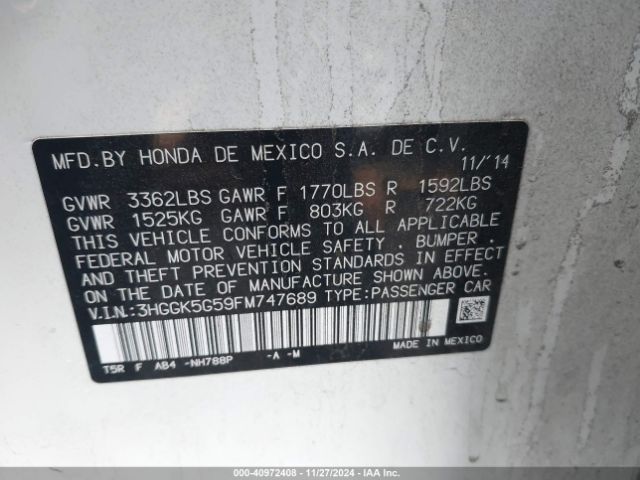 MFD.BY HONDA DE MEXICO S.A. DE C.V.
11/'14
GVWR 3362LBS GAWR F 1770LBS R 1592LBS
GVWR 1525KG GAWR F 803KG R 722KG
THIS VEHICLE CONFORMS TO ALL APPLICABLE
FEDERAL MOTOR VEHICLE SAFETY . BUMPER .
AND THEFT PREVENTION STANDARDS IN EFFECT
ON THE DATE OF MANUFACTURE SHOWN ABOVE.
V.I.N.:3HGGK5G59FM747689 TYPE:PASSENGER CAR
T5R F AB4 -NH788P -A -M MADE IN MEXICO
000-40972408 - 11/27/2024 - IAA Inc.